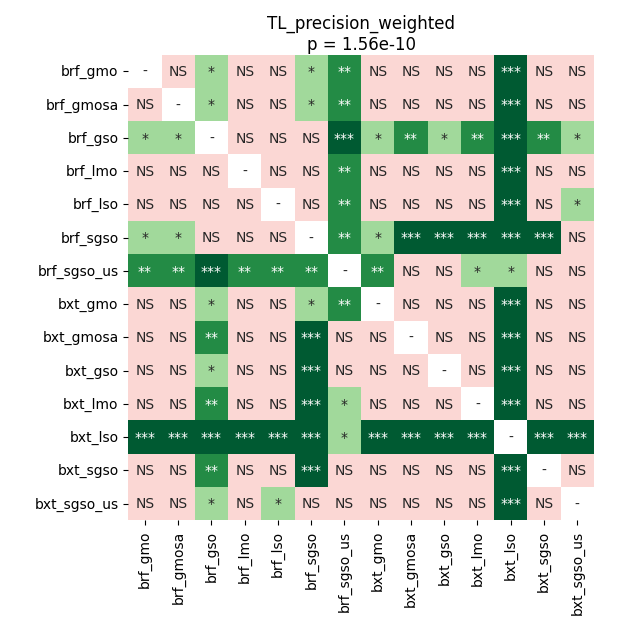 TL_precision_weighted
p = 1.56e-10
brf_gmo - NS * NS NS * ** NS NS NS NS *** NS NS
brf_gmosa NS - * NS NS * ** NS NS NS NS *** NS NS
brf_gso * * - NS NS NS *** * ** * ** *** ** *
brf_lmo NS NS NS - NS NS ** NS NS NS NS *** NS NS
brf_lso NS NS NS NS - NS ** NS NS NS NS *** NS *
brf_sgso * * NS NS NS - ** * *** *** *** *** *** NS
brf_sgso_us ** ** *** ** ** ** - ** NS NS * * NS NS
bxt_gmo NS NS * NS NS * ** - NS NS NS *** NS NS
bxt_gmosa NS NS ** NS NS *** NS NS - NS NS *** NS NS
bxt_gso NS NS * NS NS *** NS NS NS - NS *** NS NS
bxt_lmo NS NS ** NS NS *** * NS NS NS - *** NS NS
bxt_lso *** *** *** *** *** *** * *** *** *** *** - *** ***
bxt_sgso NS NS ** NS NS *** NS NS NS NS NS *** - NS
bxt_sgso_us NS NS * NS * NS NS NS NS NS NS *** NS -
brf_gmo brf_gmosa brf_gso brf_lmo brf_lso brf_sgso brf_sgso_us bxt_gmo bxt_gmosa bxt_gso bxt_lmo bxt_lso bxt_sgso bxt_sgso_us